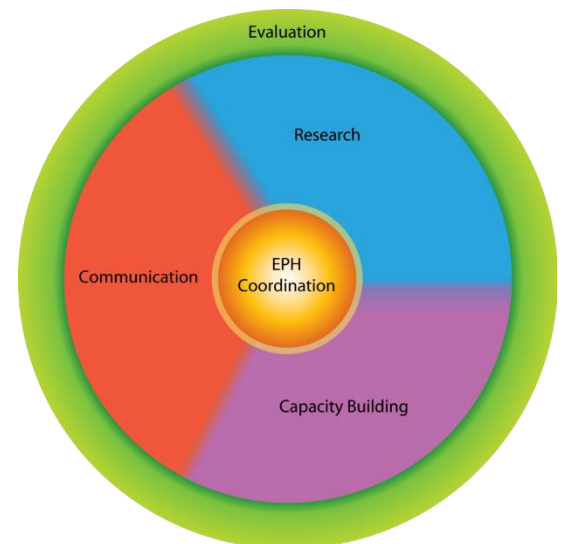 Evaluation
Research
Communication
EPH
Coordination
Capacity Building